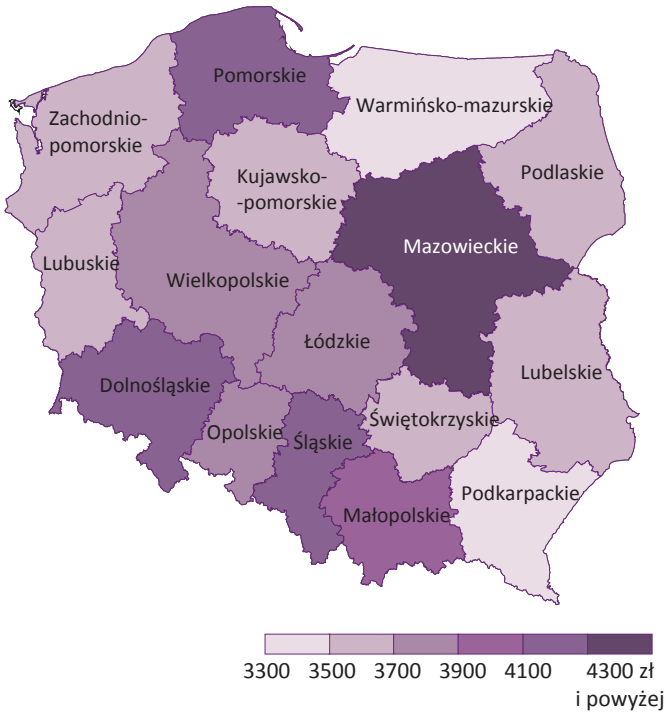 Pomorskie
Warmińsko-mazurskie
Zachodnio-
pomorskie
Podlaskie
Kujawsko-
-pomorskie
Mazowieckie
Lubuskie
Wielkopolskie
Łódzkie
Lubelskie
Dolnośląskie
Świętokrzyskie
Opolskie
Śląskie
Podkarpackie
Małopolskie
3300 3500 3700 3900 4100 4300 zł
i powyżej